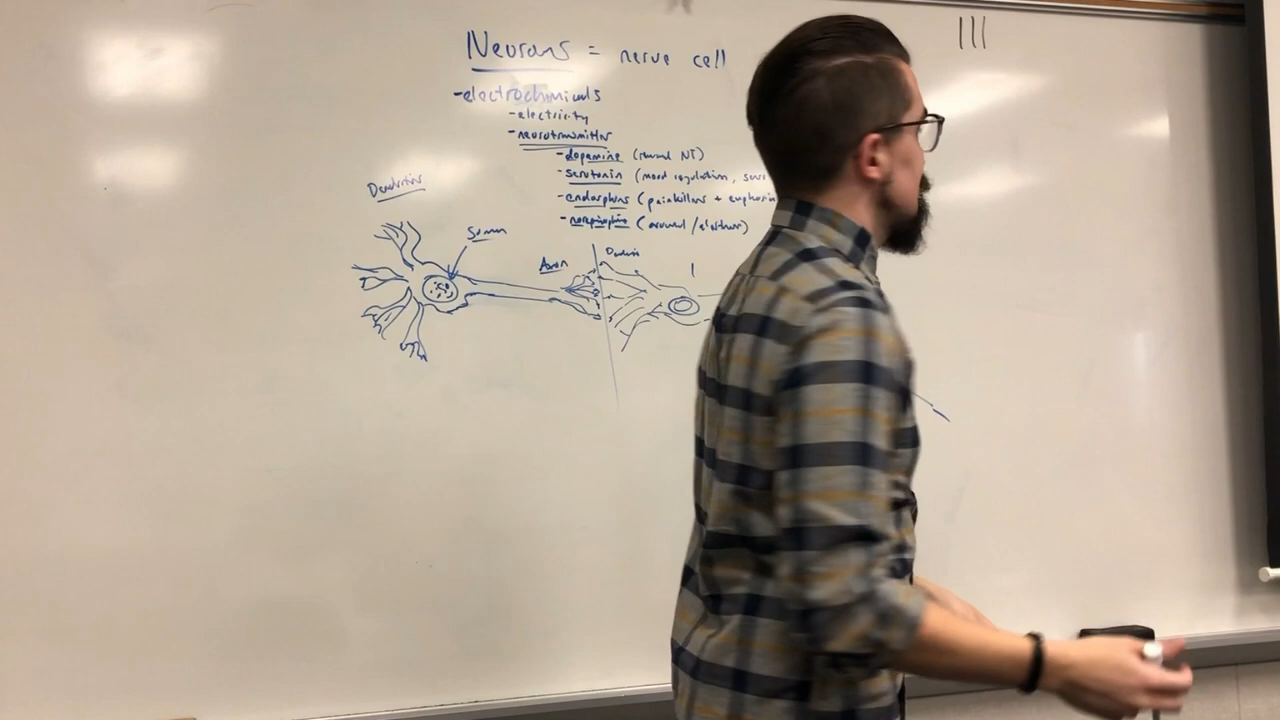 Neurons = nerve cell
III
-electrochemicals
-electricity
-neurotransmitter
-dopamine (reward NT)
-serotonin (mood regulation,
-endorphins (painkillers + euphoria
-norepinephrine (arousal/alertness)
Dendrites
Soma
Axon